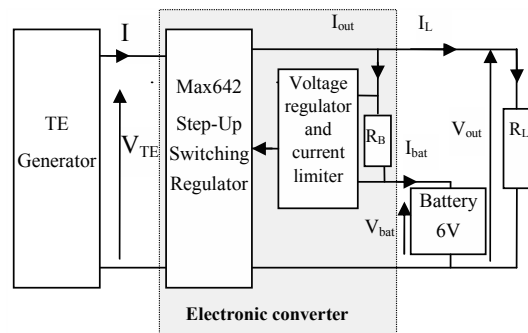 I
I_out
I_L
TE
Generator
V_TE
Max642
Step-Up
Switching
Regulator
Voltage
regulator
and
current
limiter
R_B
I_bat
V_out
R_L
V_bat
Battery
6V
Electronic converter